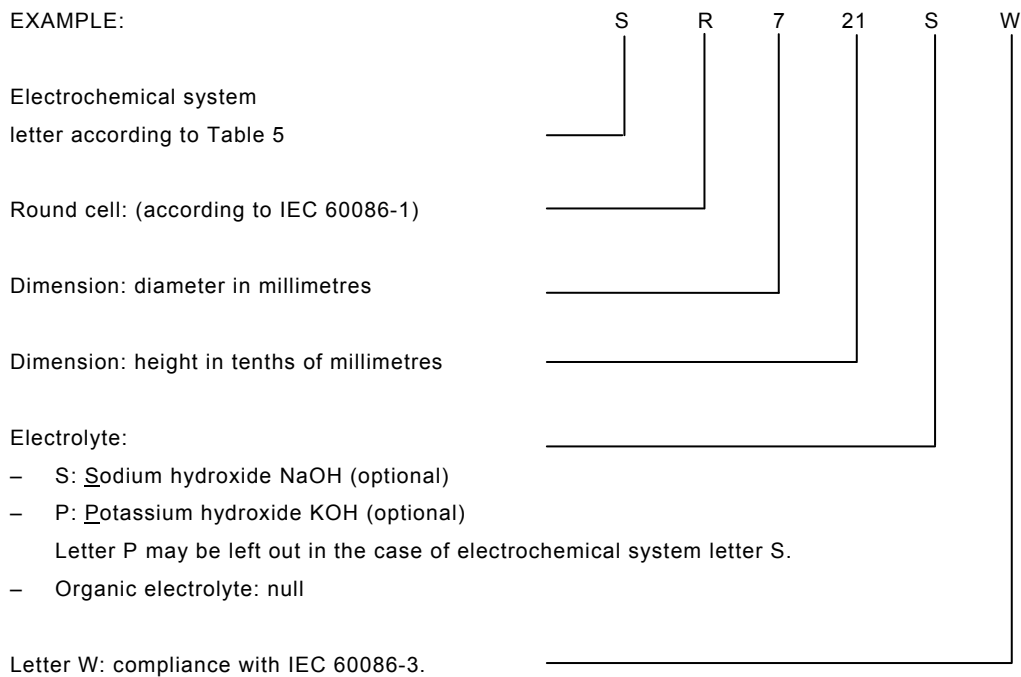 EXAMPLE: S R 7 21 S W
Electrochemical system
letter according to Table 5
Round cell: (according to IEC 60086-1)
Dimension: diameter in millimetres
Dimension: height in tenths of millimetres
Electrolyte:
– S: Sodium hydroxide NaOH (optional)
– P: Potassium hydroxide KOH (optional)
Letter P may be left out in the case of electrochemical system letter S.
– Organic electrolyte: null
Letter W: compliance with IEC 60086-3.